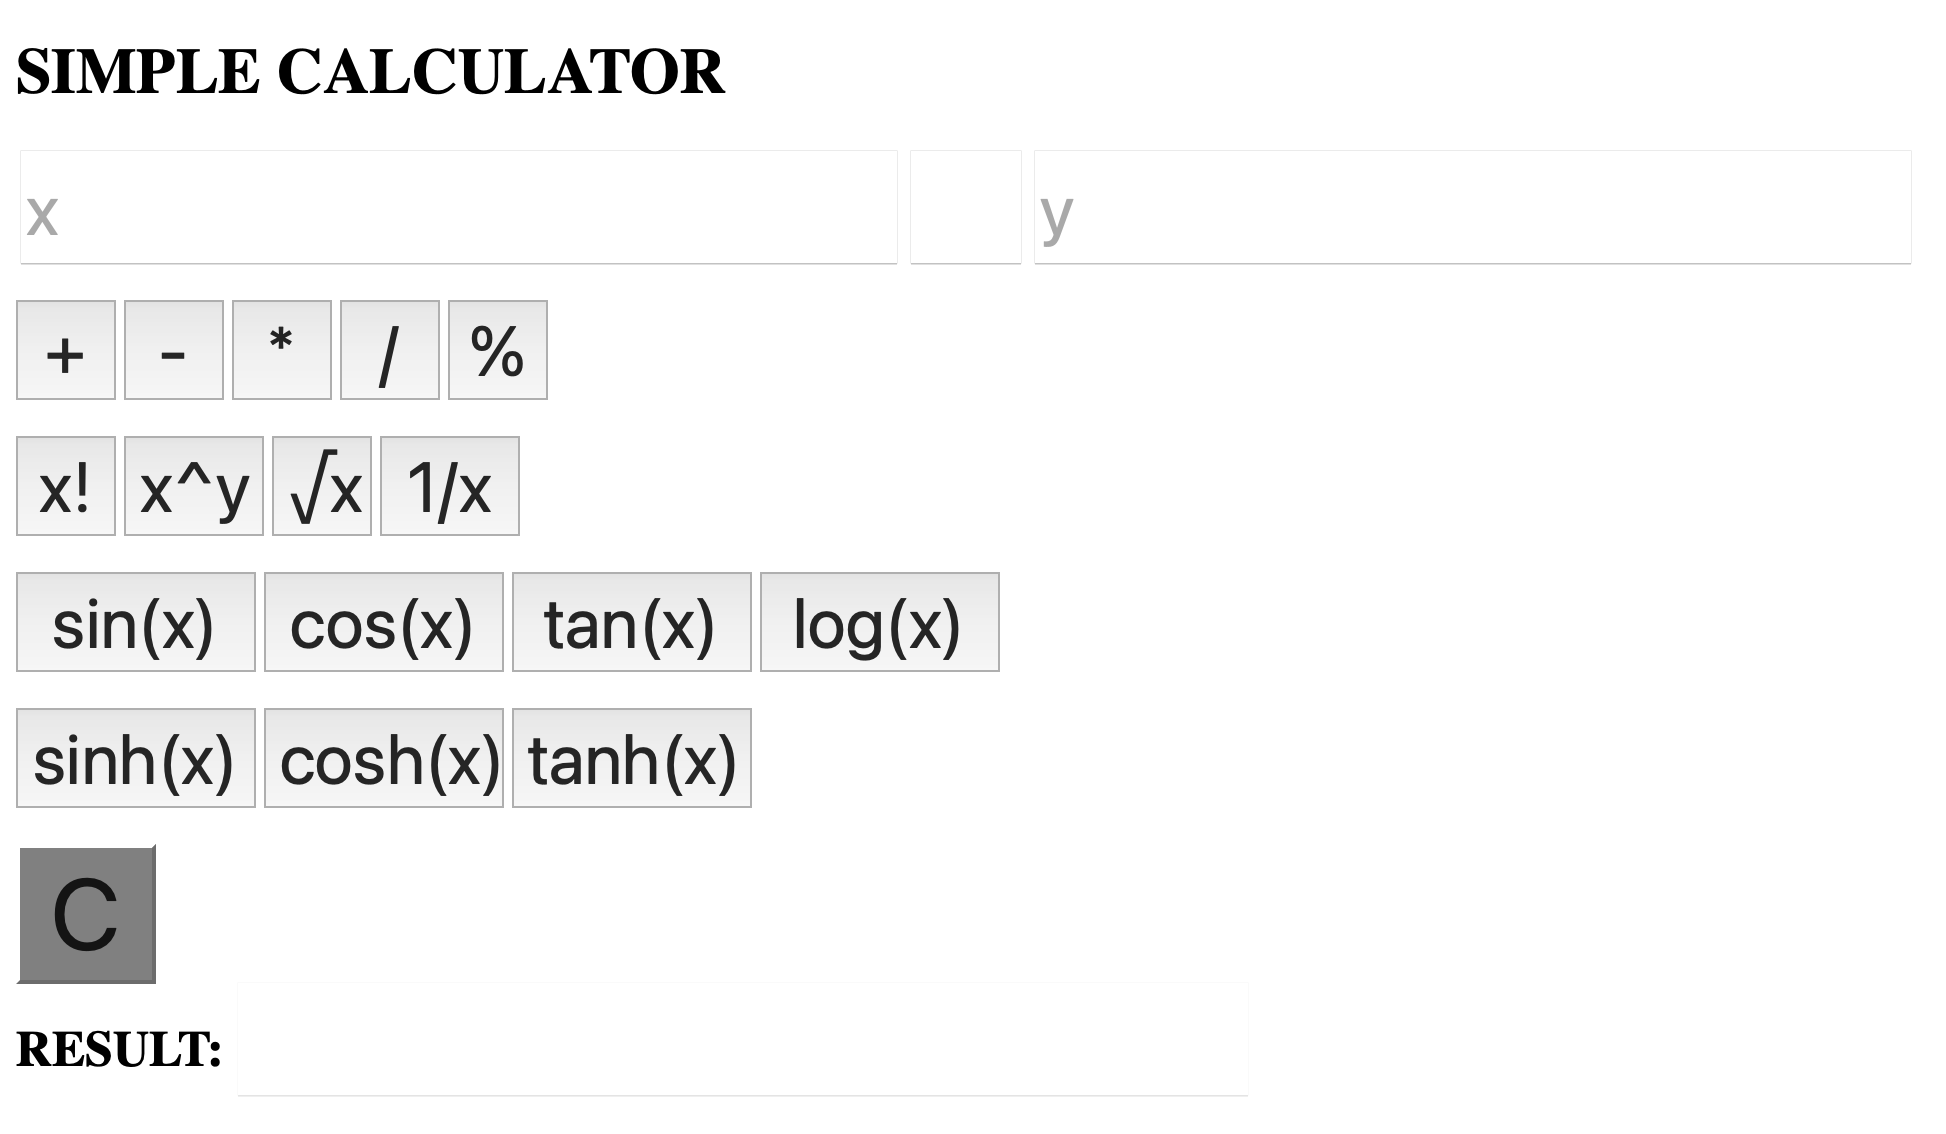 SIMPLE CALCULATOR
x y
+ - * / %
x! x^y √x 1/x
sin(x) cos(x) tan(x) log(x)
sinh(x) cosh(x) tanh(x)
C
RESULT: